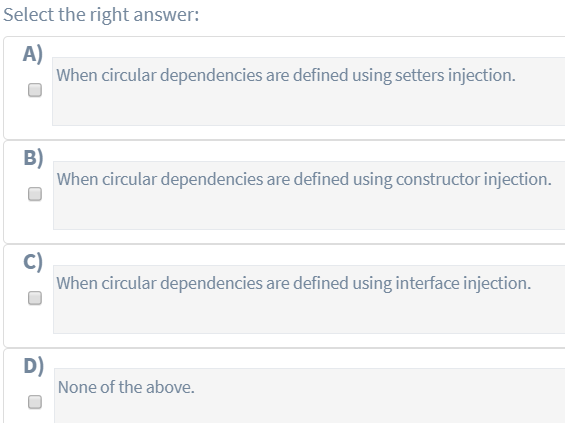 Select the right answer:
A)
When circular dependencies are defined using setters injection.
B)
When circular dependencies are defined using constructor injection.
C)
When circular dependencies are defined using interface injection.
D)
None of the above.